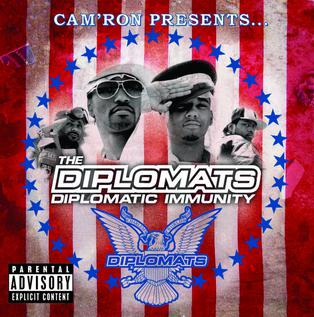 CAM'RON PRESENTS...
THE
DIPLOMATS
DIPLOMATIC IMMUNITY
DIPLOMATS
PARENTAL
ADVISORY
EXPLICIT CONTENT